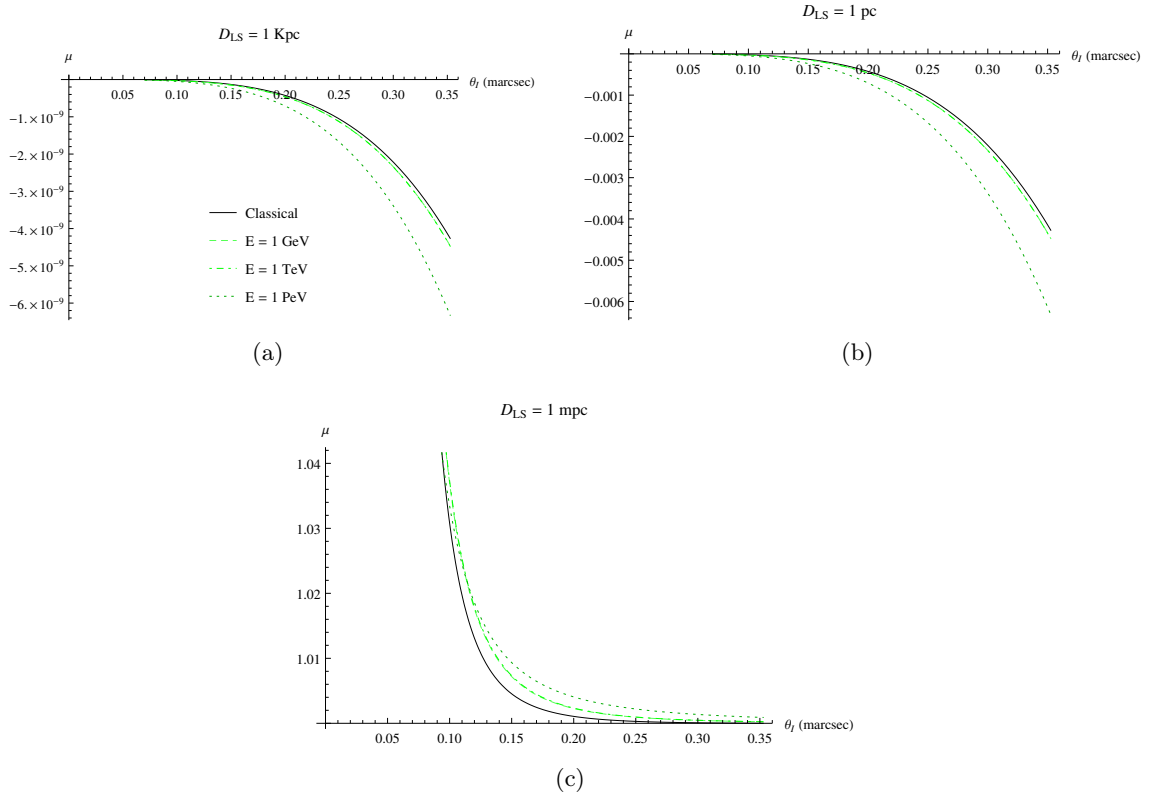 D_LS = 1 Kpc
μ
θ_I (marcsec)
0.05 0.10 0.15 0.20 0.25 0.30 0.35
−1.×10⁻⁹
−2.×10⁻⁹
−3.×10⁻⁹
−4.×10⁻⁹
−5.×10⁻⁹
−6.×10⁻⁹
Classical
E = 1 GeV
E = 1 TeV
E = 1 PeV
(a)
D_LS = 1 pc
μ
θ_I (marcsec)
0.05 0.10 0.15 0.20 0.25 0.30 0.35
−0.001
−0.002
−0.003
−0.004
−0.005
−0.006
(b)
D_LS = 1 mpc
μ
1.04
1.03
1.02
1.01
θ_I (marcsec)
0.05 0.10 0.15 0.20 0.25 0.30 0.35
(c)